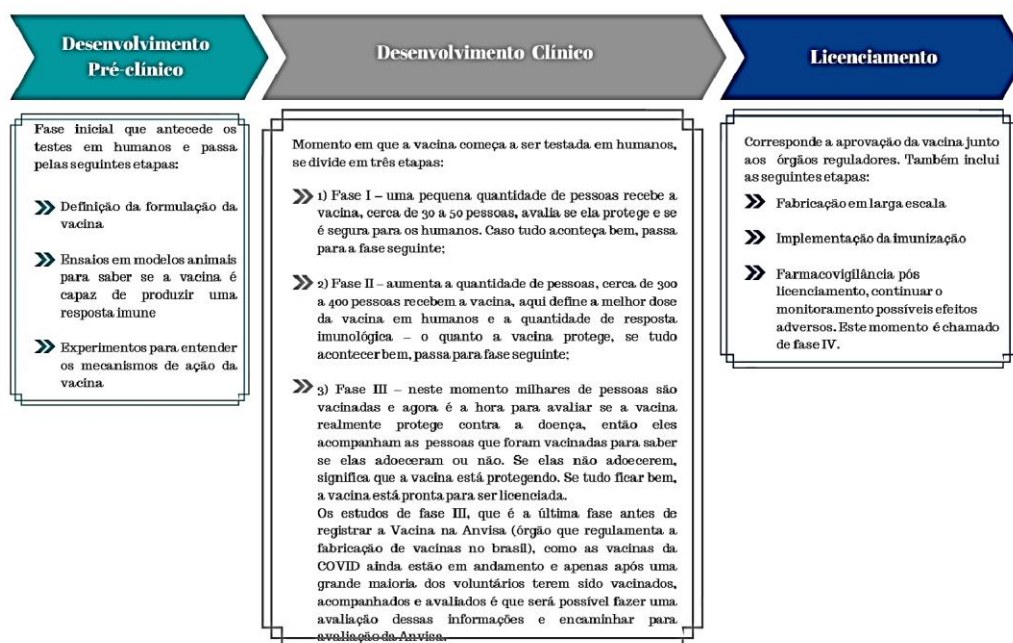 Desenvolvimento
Pré-clínico
Desenvolvimento Clínico
Licenciamento
Fase inicial que antecede os
testes em humanos e passa
pelas seguintes etapas:
Definição da formulação da
vacina
Ensaios em modelos animais
para saber se a vacina é
capaz de produzir uma
resposta imune
Experimentos para entender
os mecanismos de ação da
vacina
Momento em que a vacina começa a ser testada em humanos,
se divide em três etapas:
1) Fase I – uma pequena quantidade de pessoas recebe a
vacina, cerca de 30 a 50 pessoas, avalia se ela protege e se
é segura para os humanos. Caso tudo aconteça bem, passa
para a fase seguinte;
2) Fase II – aumenta a quantidade de pessoas, cerca de 300
a 400 pessoas recebem a vacina, aqui define a melhor dose
da vacina em humanos e a quantidade de resposta
imunológica – o quanto a vacina protege, se tudo
acontecer bem, passa para fase seguinte;
3) Fase III – neste momento milhares de pessoas são
vacinadas e agora é a hora para avaliar se a vacina
realmente protege contra a doença, então eles
acompanham as pessoas que foram vacinadas para saber
se elas adoeceram ou não. Se elas não adoecerem,
significa que a vacina está protegendo. Se tudo ficar bem,
a vacina está pronta para ser licenciada.
Os estudos de fase III, que é a última fase antes de
registrar a Vacina na Anvisa (órgão que regulamenta a
fabricação de vacinas no brasil), como as vacinas da
COVID ainda estão em andamento e apenas após uma
grande maioria dos voluntários terem sido vacinados,
acompanhados e avaliados é que será possível fazer uma
avaliação dessas informações e encaminhar para
avaliação da Anvisa.
Corresponde a aprovação da vacina junto
aos órgãos reguladores. Também inclui
as seguintes etapas:
Fabricação em larga escala
Implementação da imunização
Farmacovigilância pós
licenciamento, continuar o
monitoramento possíveis efeitos
adversos. Este momento é chamado
de fase IV.